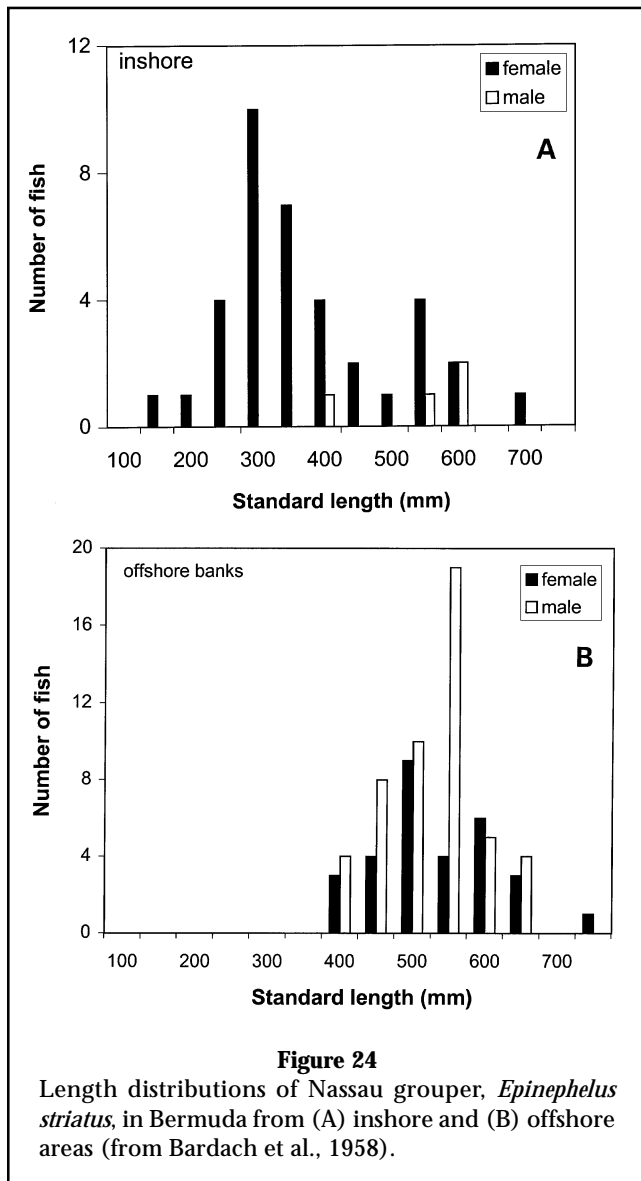 inshore
female
male
A
12
8
4
0
Number of fish
100 200 300 400 500 600 700
Standard length (mm)
offshore banks
female
male
B
20
16
12
8
4
0
Number of fish
100 200 300 400 500 600 700
Standard length (mm)
Figure 24
Length distributions of Nassau grouper, Epinephelus
striatus, in Bermuda from (A) inshore and (B) offshore
areas (from Bardach et al., 1958).